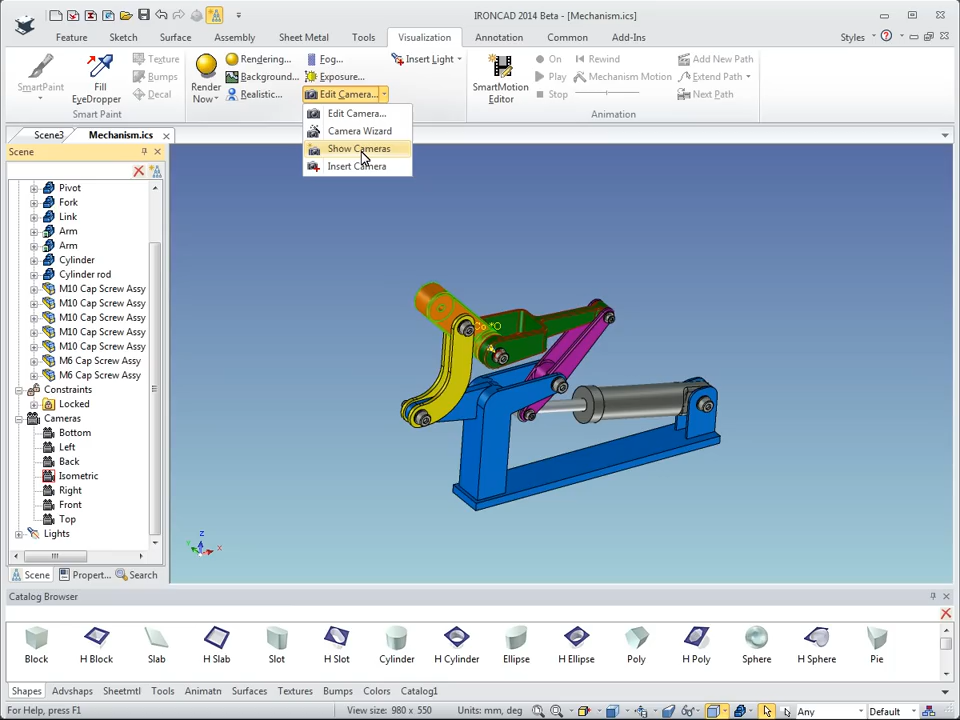 IRONCAD 2014 Beta - [Mechanism.ics]
Feature Sketch Surface Assembly Sheet Metal Tools Visualization Annotation Common Add-Ins Styles
SmartPaint
Fill EyeDropper
Texture
Bumps
Decal
Smart Paint
Render Now
Rendering...
Background...
Realistic...
Fog...
Exposure...
Edit Camera...
Insert Light
SmartMotion Editor
On Rewind Add New Path
Play Mechanism Motion Extend Path
Stop Next Path
Animation
Edit Camera...
Camera Wizard
Show Cameras
Insert Camera
Scene3 Mechanism.ics
Scene
Pivot
Fork
Link
Arm
Arm
Cylinder
Cylinder rod
M10 Cap Screw Assy
M10 Cap Screw Assy
M10 Cap Screw Assy
M10 Cap Screw Assy
M10 Cap Screw Assy
M6 Cap Screw Assy
M6 Cap Screw Assy
Constraints
Locked
Cameras
Bottom
Left
Back
Isometric
Right
Front
Top
Lights
Z
X
Scene Propert... Search
Catalog Browser
Block H Block Slab H Slab Slot H Slot Cylinder H Cylinder Ellipse H Ellipse Poly H Poly Sphere H Sphere Pie
Shapes Advshaps Sheetmtl Tools Animatn Surfaces Textures Bumps Colors Catalog1
For Help, press F1 View size: 980 x 550 Units: mm, deg Any Default